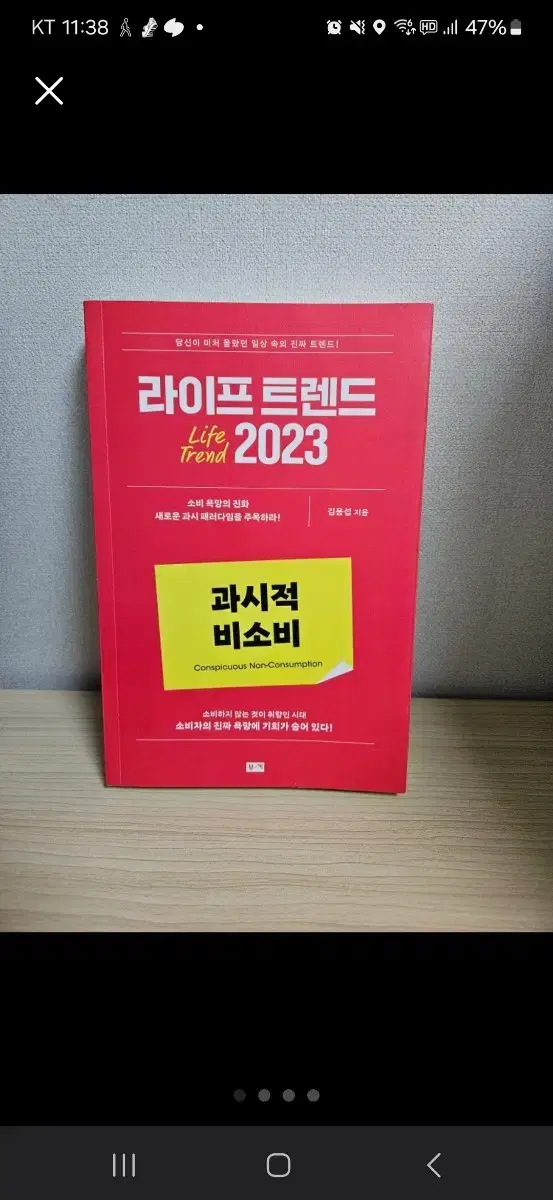 KT 11:38
HD
47%
당신이 미처 몰랐던 일상 속의 진짜 트렌드!
라이프 트렌드
Life
Trend
2023
소비 욕망의 진화
새로운 과시 패러다임을 주목하라!
김용섭 지음
과시적
비소비
Conspicuous Non-Consumption
소비하지 않는 것이 취향인 시대
소비자의 진짜 욕망에 기회가 숨어 있다!